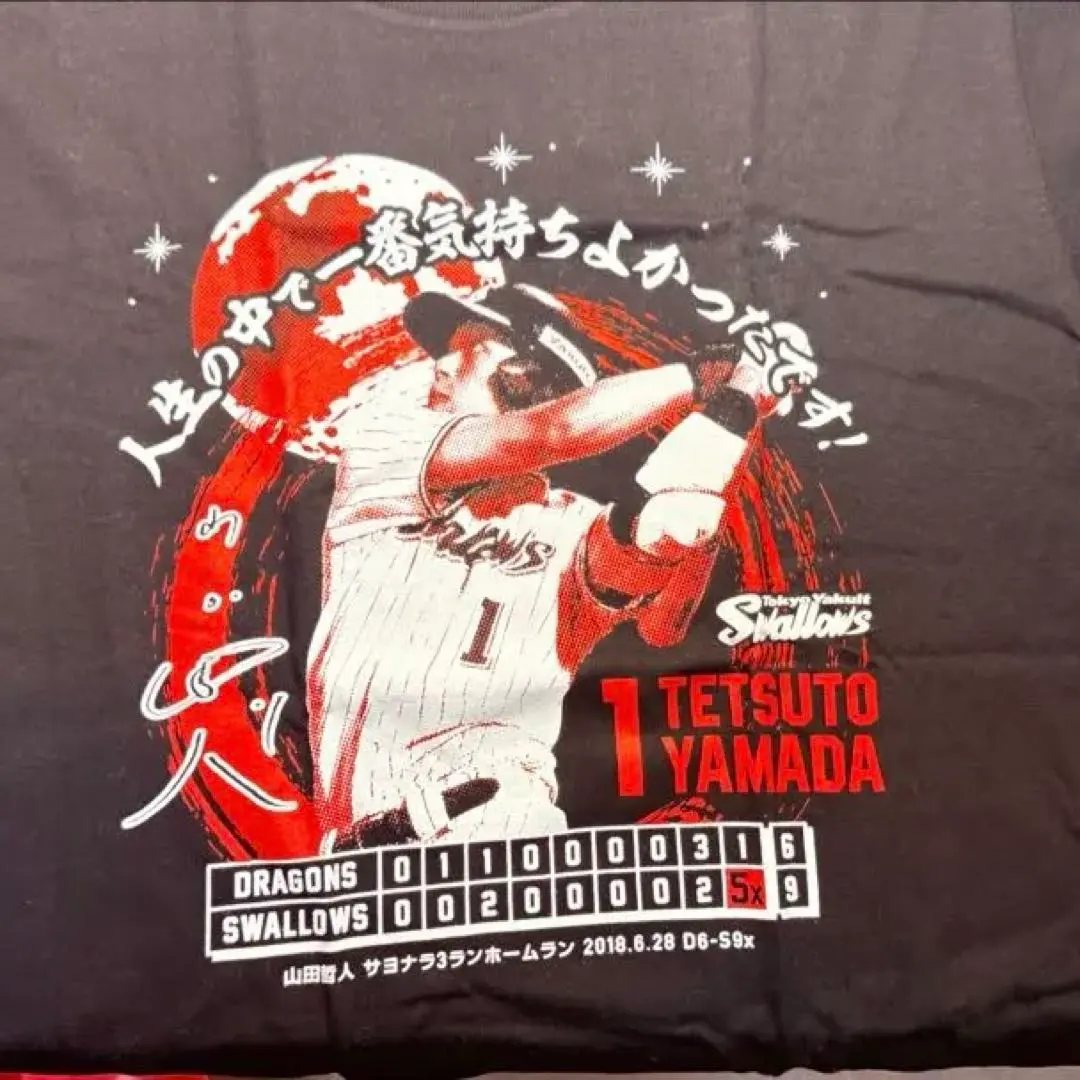 人生の中で一番気持ちよかったです!
YAKULT
Swallows
1
Tokyo Yakult
Swallows
1 TETSUTO
YAMADA
DRAGONS 0 1 1 0 0 0 0 3 1 6
SWALLOWS 0 0 2 0 0 0 0 2 5x 9
山田哲人 サヨナラ3ランホームラン 2018.6.28 D6-S9x